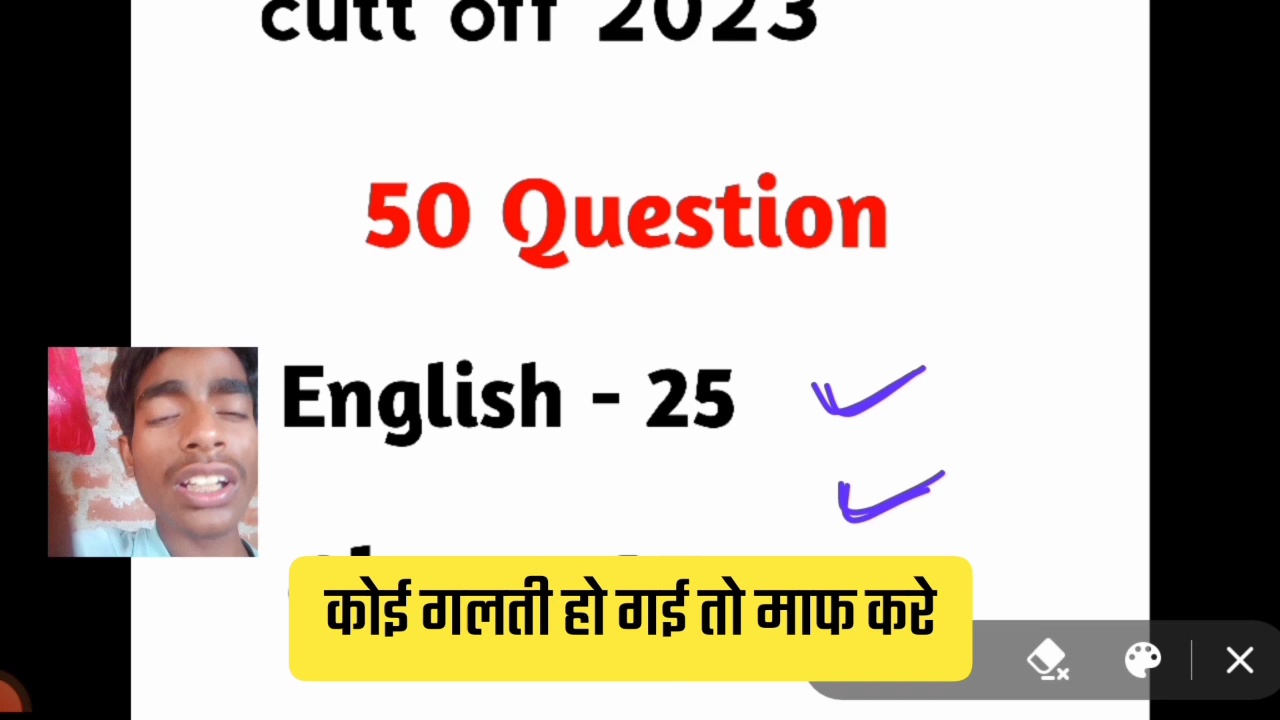 cutt off 2023
50 Question
English - 25
कोई गलती हो गई तो माफ करे